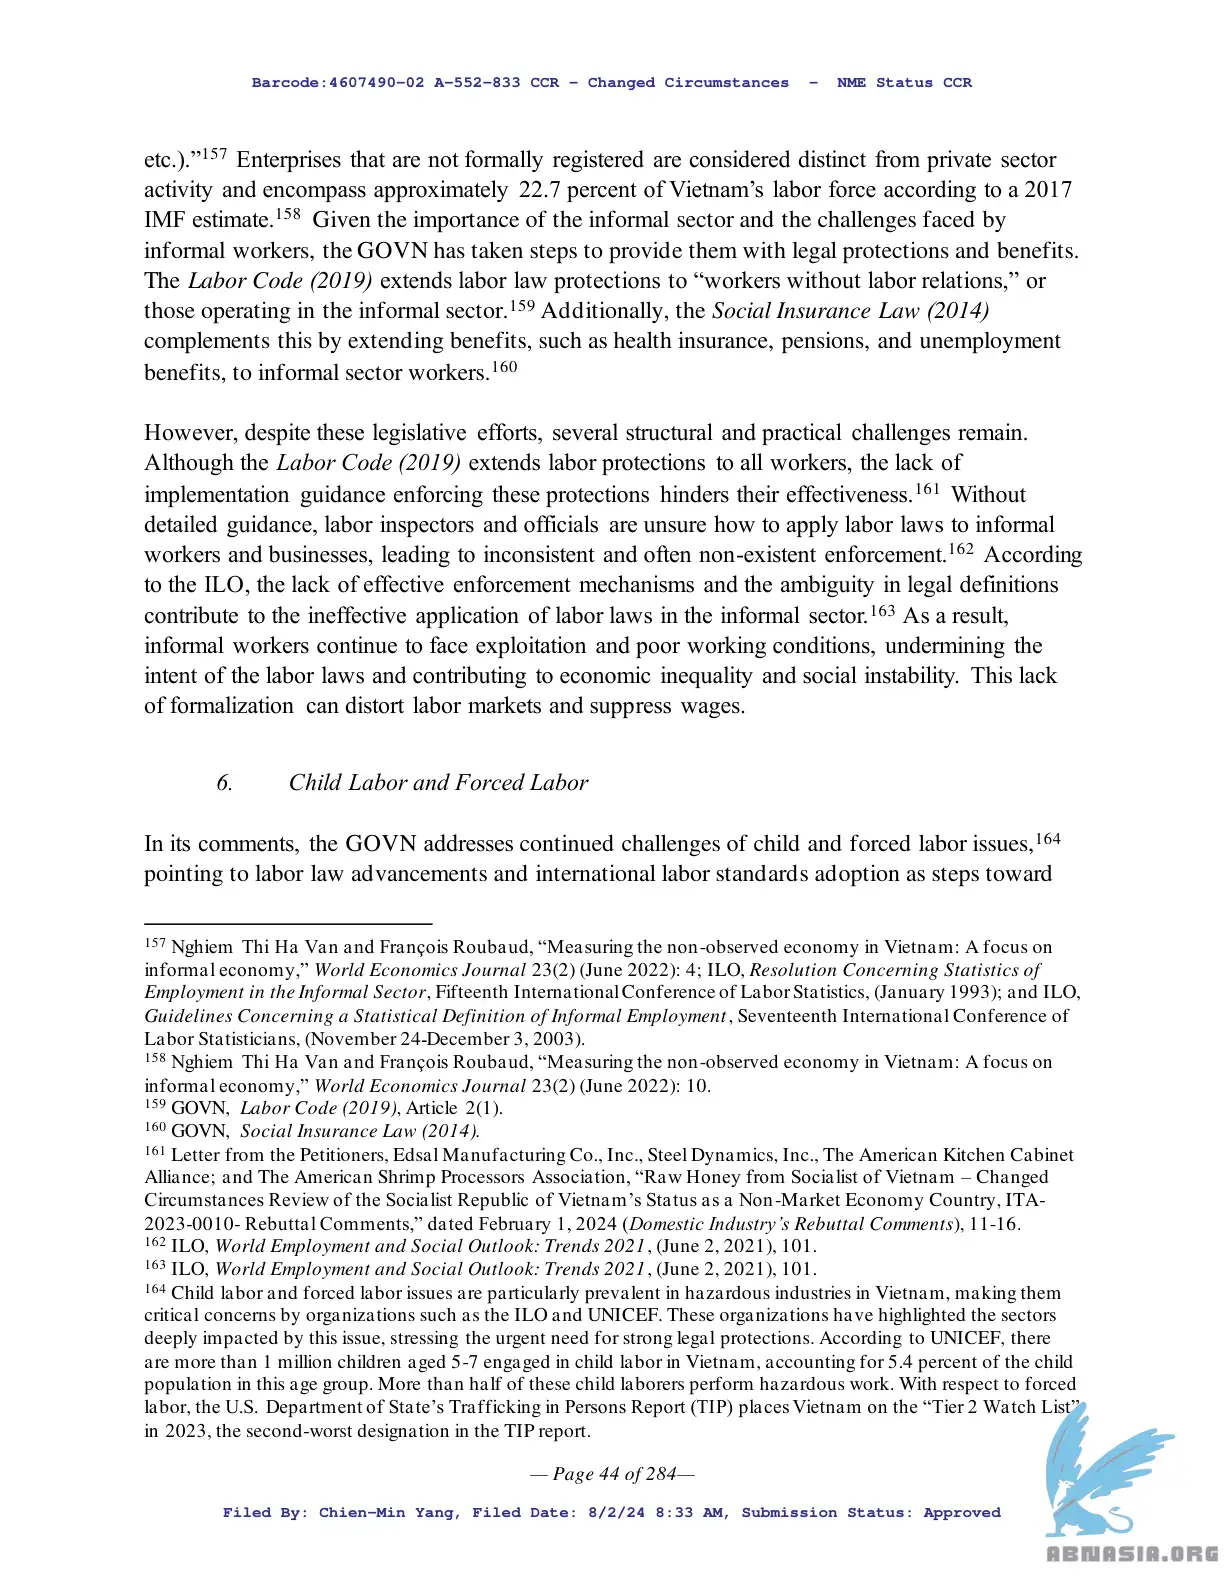 Barcode:4607490-02 A-552-833 CCR - Changed Circumstances - NME Status CCR
etc.).”157 Enterprises that are not formally registered are considered distinct from private sector
activity and encompass approximately 22.7 percent of Vietnam’s labor force according to a 2017
IMF estimate.158 Given the importance of the informal sector and the challenges faced by
informal workers, the GOVN has taken steps to provide them with legal protections and benefits.
The Labor Code (2019) extends labor law protections to “workers without labor relations,” or
those operating in the informal sector.159 Additionally, the Social Insurance Law (2014)
complements this by extending benefits, such as health insurance, pensions, and unemployment
benefits, to informal sector workers.160
However, despite these legislative efforts, several structural and practical challenges remain.
Although the Labor Code (2019) extends labor protections to all workers, the lack of
implementation guidance enforcing these protections hinders their effectiveness.161 Without
detailed guidance, labor inspectors and officials are unsure how to apply labor laws to informal
workers and businesses, leading to inconsistent and often non-existent enforcement.162 According
to the ILO, the lack of effective enforcement mechanisms and the ambiguity in legal definitions
contribute to the ineffective application of labor laws in the informal sector.163 As a result,
informal workers continue to face exploitation and poor working conditions, undermining the
intent of the labor laws and contributing to economic inequality and social instability. This lack
of formalization can distort labor markets and suppress wages.
6. Child Labor and Forced Labor
In its comments, the GOVN addresses continued challenges of child and forced labor issues,164
pointing to labor law advancements and international labor standards adoption as steps toward
157 Nghiem Thi Ha Van and François Roubaud, “Measuring the non-observed economy in Vietnam: A focus on
informal economy,” World Economics Journal 23(2) (June 2022): 4; ILO, Resolution Concerning Statistics of
Employment in the Informal Sector, Fifteenth International Conference of Labor Statistics, (January 1993); and ILO,
Guidelines Concerning a Statistical Definition of Informal Employment, Seventeenth International Conference of
Labor Statisticians, (November 24-December 3, 2003).
158 Nghiem Thi Ha Van and François Roubaud, “Measuring the non-observed economy in Vietnam: A focus on
informal economy,” World Economics Journal 23(2) (June 2022): 10.
159 GOVN, Labor Code (2019), Article 2(1).
160 GOVN, Social Insurance Law (2014).
161 Letter from the Petitioners, Edsal Manufacturing Co., Inc., Steel Dynamics, Inc., The American Kitchen Cabinet
Alliance; and The American Shrimp Processors Association, “Raw Honey from Socialist of Vietnam – Changed
Circumstances Review of the Socialist Republic of Vietnam’s Status as a Non-Market Economy Country, ITA-
2023-0010- Rebuttal Comments,” dated February 1, 2024 (Domestic Industry’s Rebuttal Comments), 11-16.
162 ILO, World Employment and Social Outlook: Trends 2021, (June 2, 2021), 101.
163 ILO, World Employment and Social Outlook: Trends 2021, (June 2, 2021), 101.
164 Child labor and forced labor issues are particularly prevalent in hazardous industries in Vietnam, making them
critical concerns by organizations such as the ILO and UNICEF. These organizations have highlighted the sectors
deeply impacted by this issue, stressing the urgent need for strong legal protections. According to UNICEF, there
are more than 1 million children aged 5-7 engaged in child labor in Vietnam, accounting for 5.4 percent of the child
population in this age group. More than half of these child laborers perform hazardous work. With respect to forced
labor, the U.S. Department of State’s Trafficking in Persons Report (TIP) places Vietnam on the “Tier 2 Watch List”
in 2023, the second-worst designation in the TIP report.
— Page 44 of 284—
Filed By: Chien-Min Yang, Filed Date: 8/2/24 8:33 AM, Submission Status: Approved
ABNASIA.ORG